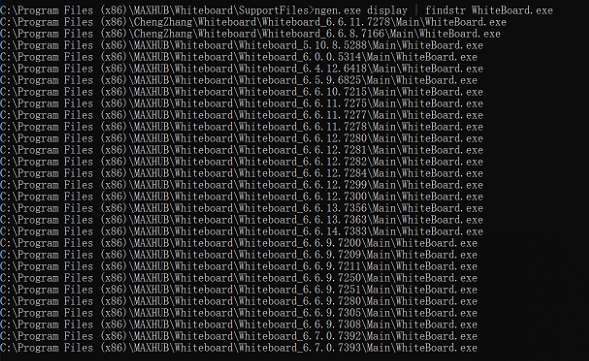 C:\Program Files (x86)\MAXHUB\Whiteboard\SupportFiles>ngen.exe display | findstr WhiteBoard.exe
C:\Program Files (x86)\ChengZhang\Whiteboard\Whiteboard_6.6.11.7278\Main\WhiteBoard.exe
C:\Program Files (x86)\ChengZhang\Whiteboard\Whiteboard_6.6.8.7166\Main\WhiteBoard.exe
C:\Program Files (x86)\MAXHUB\Whiteboard\Whiteboard_5.10.8.5288\Main\WhiteBoard.exe
C:\Program Files (x86)\MAXHUB\Whiteboard\Whiteboard_6.0.0.5314\Main\WhiteBoard.exe
C:\Program Files (x86)\MAXHUB\Whiteboard\Whiteboard_6.4.12.6418\Main\WhiteBoard.exe
C:\Program Files (x86)\MAXHUB\Whiteboard\Whiteboard_6.5.9.6825\Main\WhiteBoard.exe
C:\Program Files (x86)\MAXHUB\Whiteboard\Whiteboard_6.6.10.7215\Main\WhiteBoard.exe
C:\Program Files (x86)\MAXHUB\Whiteboard\Whiteboard_6.6.11.7275\Main\WhiteBoard.exe
C:\Program Files (x86)\MAXHUB\Whiteboard\Whiteboard_6.6.11.7277\Main\WhiteBoard.exe
C:\Program Files (x86)\MAXHUB\Whiteboard\Whiteboard_6.6.11.7278\Main\WhiteBoard.exe
C:\Program Files (x86)\MAXHUB\Whiteboard\Whiteboard_6.6.12.7280\Main\WhiteBoard.exe
C:\Program Files (x86)\MAXHUB\Whiteboard\Whiteboard_6.6.12.7281\Main\WhiteBoard.exe
C:\Program Files (x86)\MAXHUB\Whiteboard\Whiteboard_6.6.12.7282\Main\WhiteBoard.exe
C:\Program Files (x86)\MAXHUB\Whiteboard\Whiteboard_6.6.12.7284\Main\WhiteBoard.exe
C:\Program Files (x86)\MAXHUB\Whiteboard\Whiteboard_6.6.12.7299\Main\WhiteBoard.exe
C:\Program Files (x86)\MAXHUB\Whiteboard\Whiteboard_6.6.12.7300\Main\WhiteBoard.exe
C:\Program Files (x86)\MAXHUB\Whiteboard\Whiteboard_6.6.13.7356\Main\WhiteBoard.exe
C:\Program Files (x86)\MAXHUB\Whiteboard\Whiteboard_6.6.13.7363\Main\WhiteBoard.exe
C:\Program Files (x86)\MAXHUB\Whiteboard\Whiteboard_6.6.14.7383\Main\WhiteBoard.exe
C:\Program Files (x86)\MAXHUB\Whiteboard\Whiteboard_6.6.9.7200\Main\WhiteBoard.exe
C:\Program Files (x86)\MAXHUB\Whiteboard\Whiteboard_6.6.9.7209\Main\WhiteBoard.exe
C:\Program Files (x86)\MAXHUB\Whiteboard\Whiteboard_6.6.9.7211\Main\WhiteBoard.exe
C:\Program Files (x86)\MAXHUB\Whiteboard\Whiteboard_6.6.9.7250\Main\WhiteBoard.exe
C:\Program Files (x86)\MAXHUB\Whiteboard\Whiteboard_6.6.9.7251\Main\WhiteBoard.exe
C:\Program Files (x86)\MAXHUB\Whiteboard\Whiteboard_6.6.9.7280\Main\WhiteBoard.exe
C:\Program Files (x86)\MAXHUB\Whiteboard\Whiteboard_6.6.9.7305\Main\WhiteBoard.exe
C:\Program Files (x86)\MAXHUB\Whiteboard\Whiteboard_6.6.9.7308\Main\WhiteBoard.exe
C:\Program Files (x86)\MAXHUB\Whiteboard\Whiteboard_6.7.0.7392\Main\WhiteBoard.exe
C:\Program Files (x86)\MAXHUB\Whiteboard\Whiteboard_6.7.0.7393\Main\WhiteBoard.exe